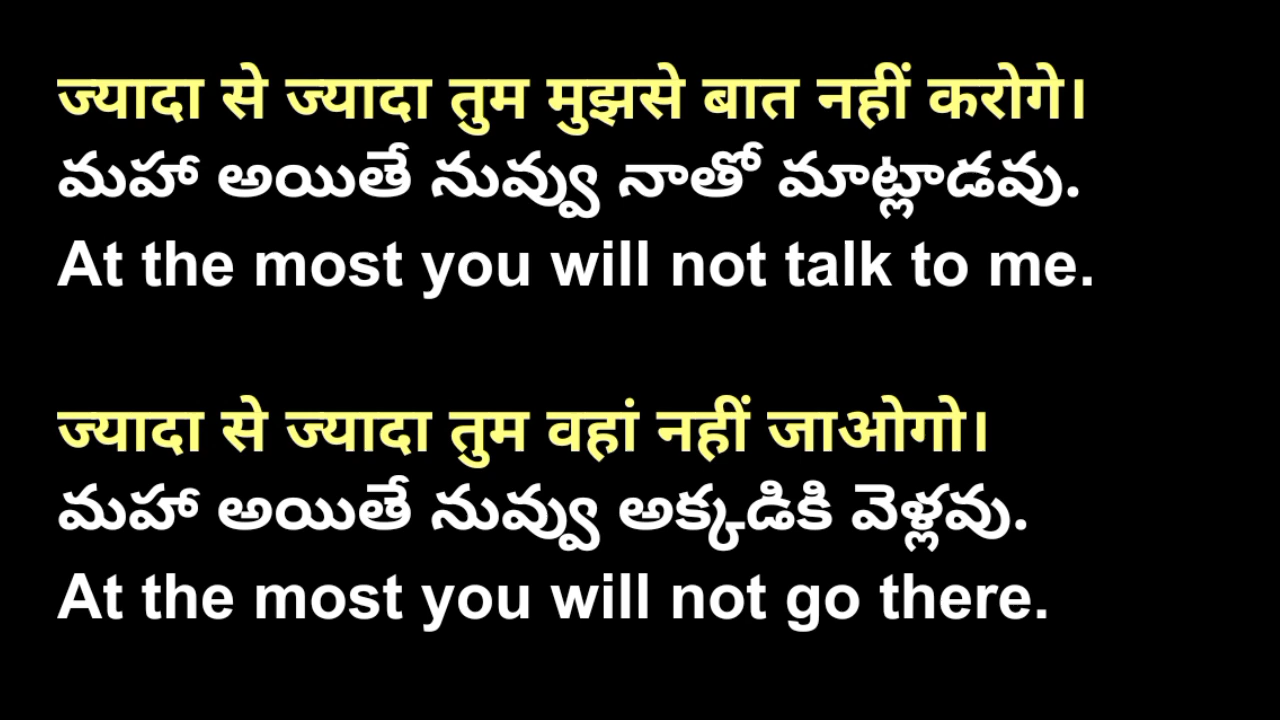 ज्यादा से ज्यादा तुम मुझसे बात नहीं करोगे।
మహా అయితే నువ్వు నాతో మాట్లాడవు.
At the most you will not talk to me.
ज्यादा से ज्यादा तुम वहां नहीं जाओगो।
మహా అయితే నువ్వు అక్కడికి వెళ్లవు.
At the most you will not go there.